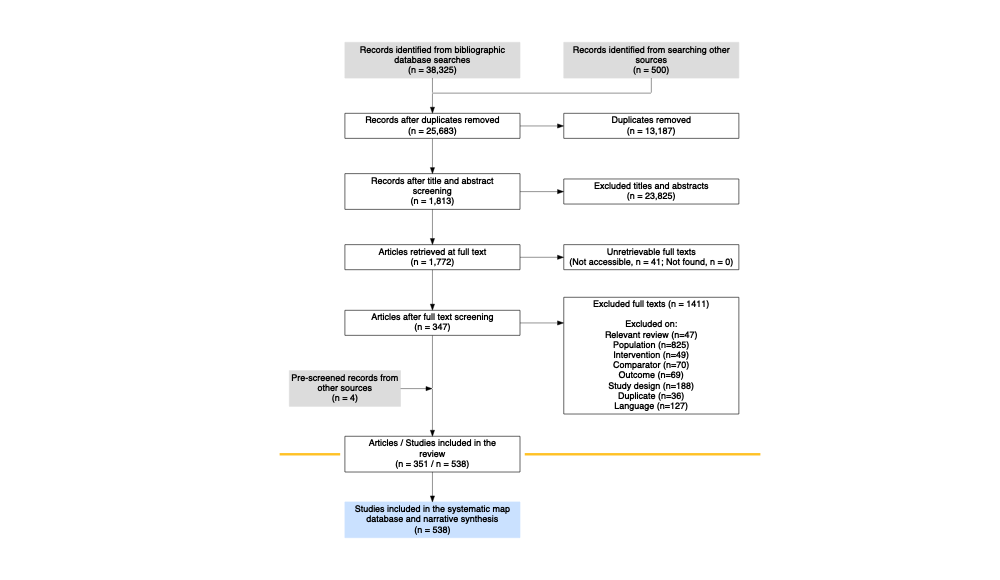 Records identified from bibliographic
database searches
(n = 38,325)
Records identified from searching other
sources
(n = 500)
Records after duplicates removed
(n = 25,683)
Duplicates removed
(n = 13,187)
Records after title and abstract
screening
(n = 1,813)
Excluded titles and abstracts
(n = 23,825)
Articles retrieved at full text
(n = 1,772)
Unretrievable full texts
(Not accessible, n = 41; Not found, n = 0)
Articles after full text screening
(n = 347)
Excluded full texts (n = 1411)
Excluded on:
Relevant review (n=47)
Population (n=825)
Intervention (n=49)
Comparator (n=70)
Outcome (n=69)
Study design (n=188)
Duplicate (n=36)
Language (n=127)
Pre-screened records from
other sources
(n = 4)
Articles / Studies included in the
review
(n = 351 / n = 538)
Studies included in the systematic map
database and narrative synthesis
(n = 538)